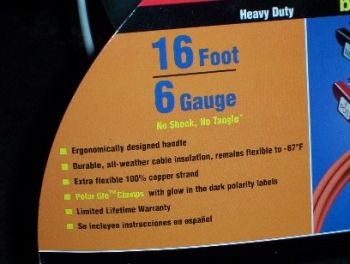 Heavy Duty
16 Foot
6 Gauge
No Shock, No Tangle™
Ergonomically designed handle
Durable, all-weather cable insulation, remains flexible to -67°F
Extra flexible 100% copper strand
Polar Glo™ Clamps with glow in the dark polarity labels
Limited Lifetime Warranty
Se incluyen instrucciones en español